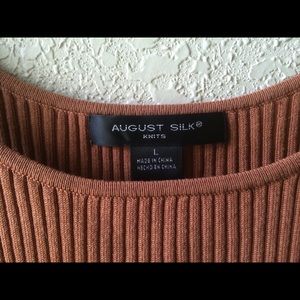 AUGUST SILK®
KNITS
L
MADE IN CHINA
HECHO EN CHINA